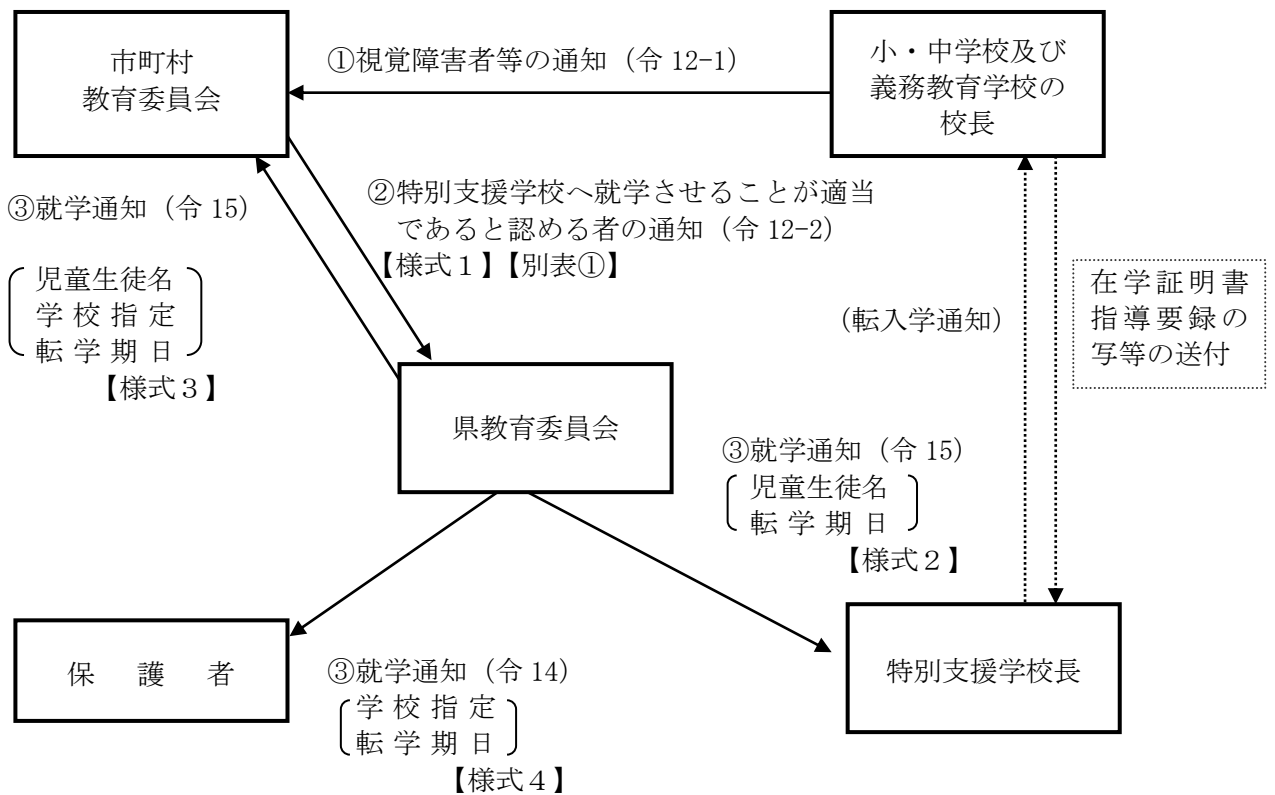 市町村
教育委員会
①視覚障害者等の通知（令 12-1）
小・中学校及び
義務教育学校の
校長
③就学通知（令 15）
児童生徒名
学 校 指 定
転 学 期 日
【様式３】
②特別支援学校へ就学させることが適当
であると認める者の通知（令 12-2）
【様式１】【別表①】
(転入学通知)
在学証明書
指導要録の
写等の送付
県教育委員会
③就学通知（令 15）
児童生徒名
転 学 期 日
【様式２】
保　護　者
③就学通知（令 14）
学 校 指 定
転 学 期 日
【様式４】
特別支援学校長